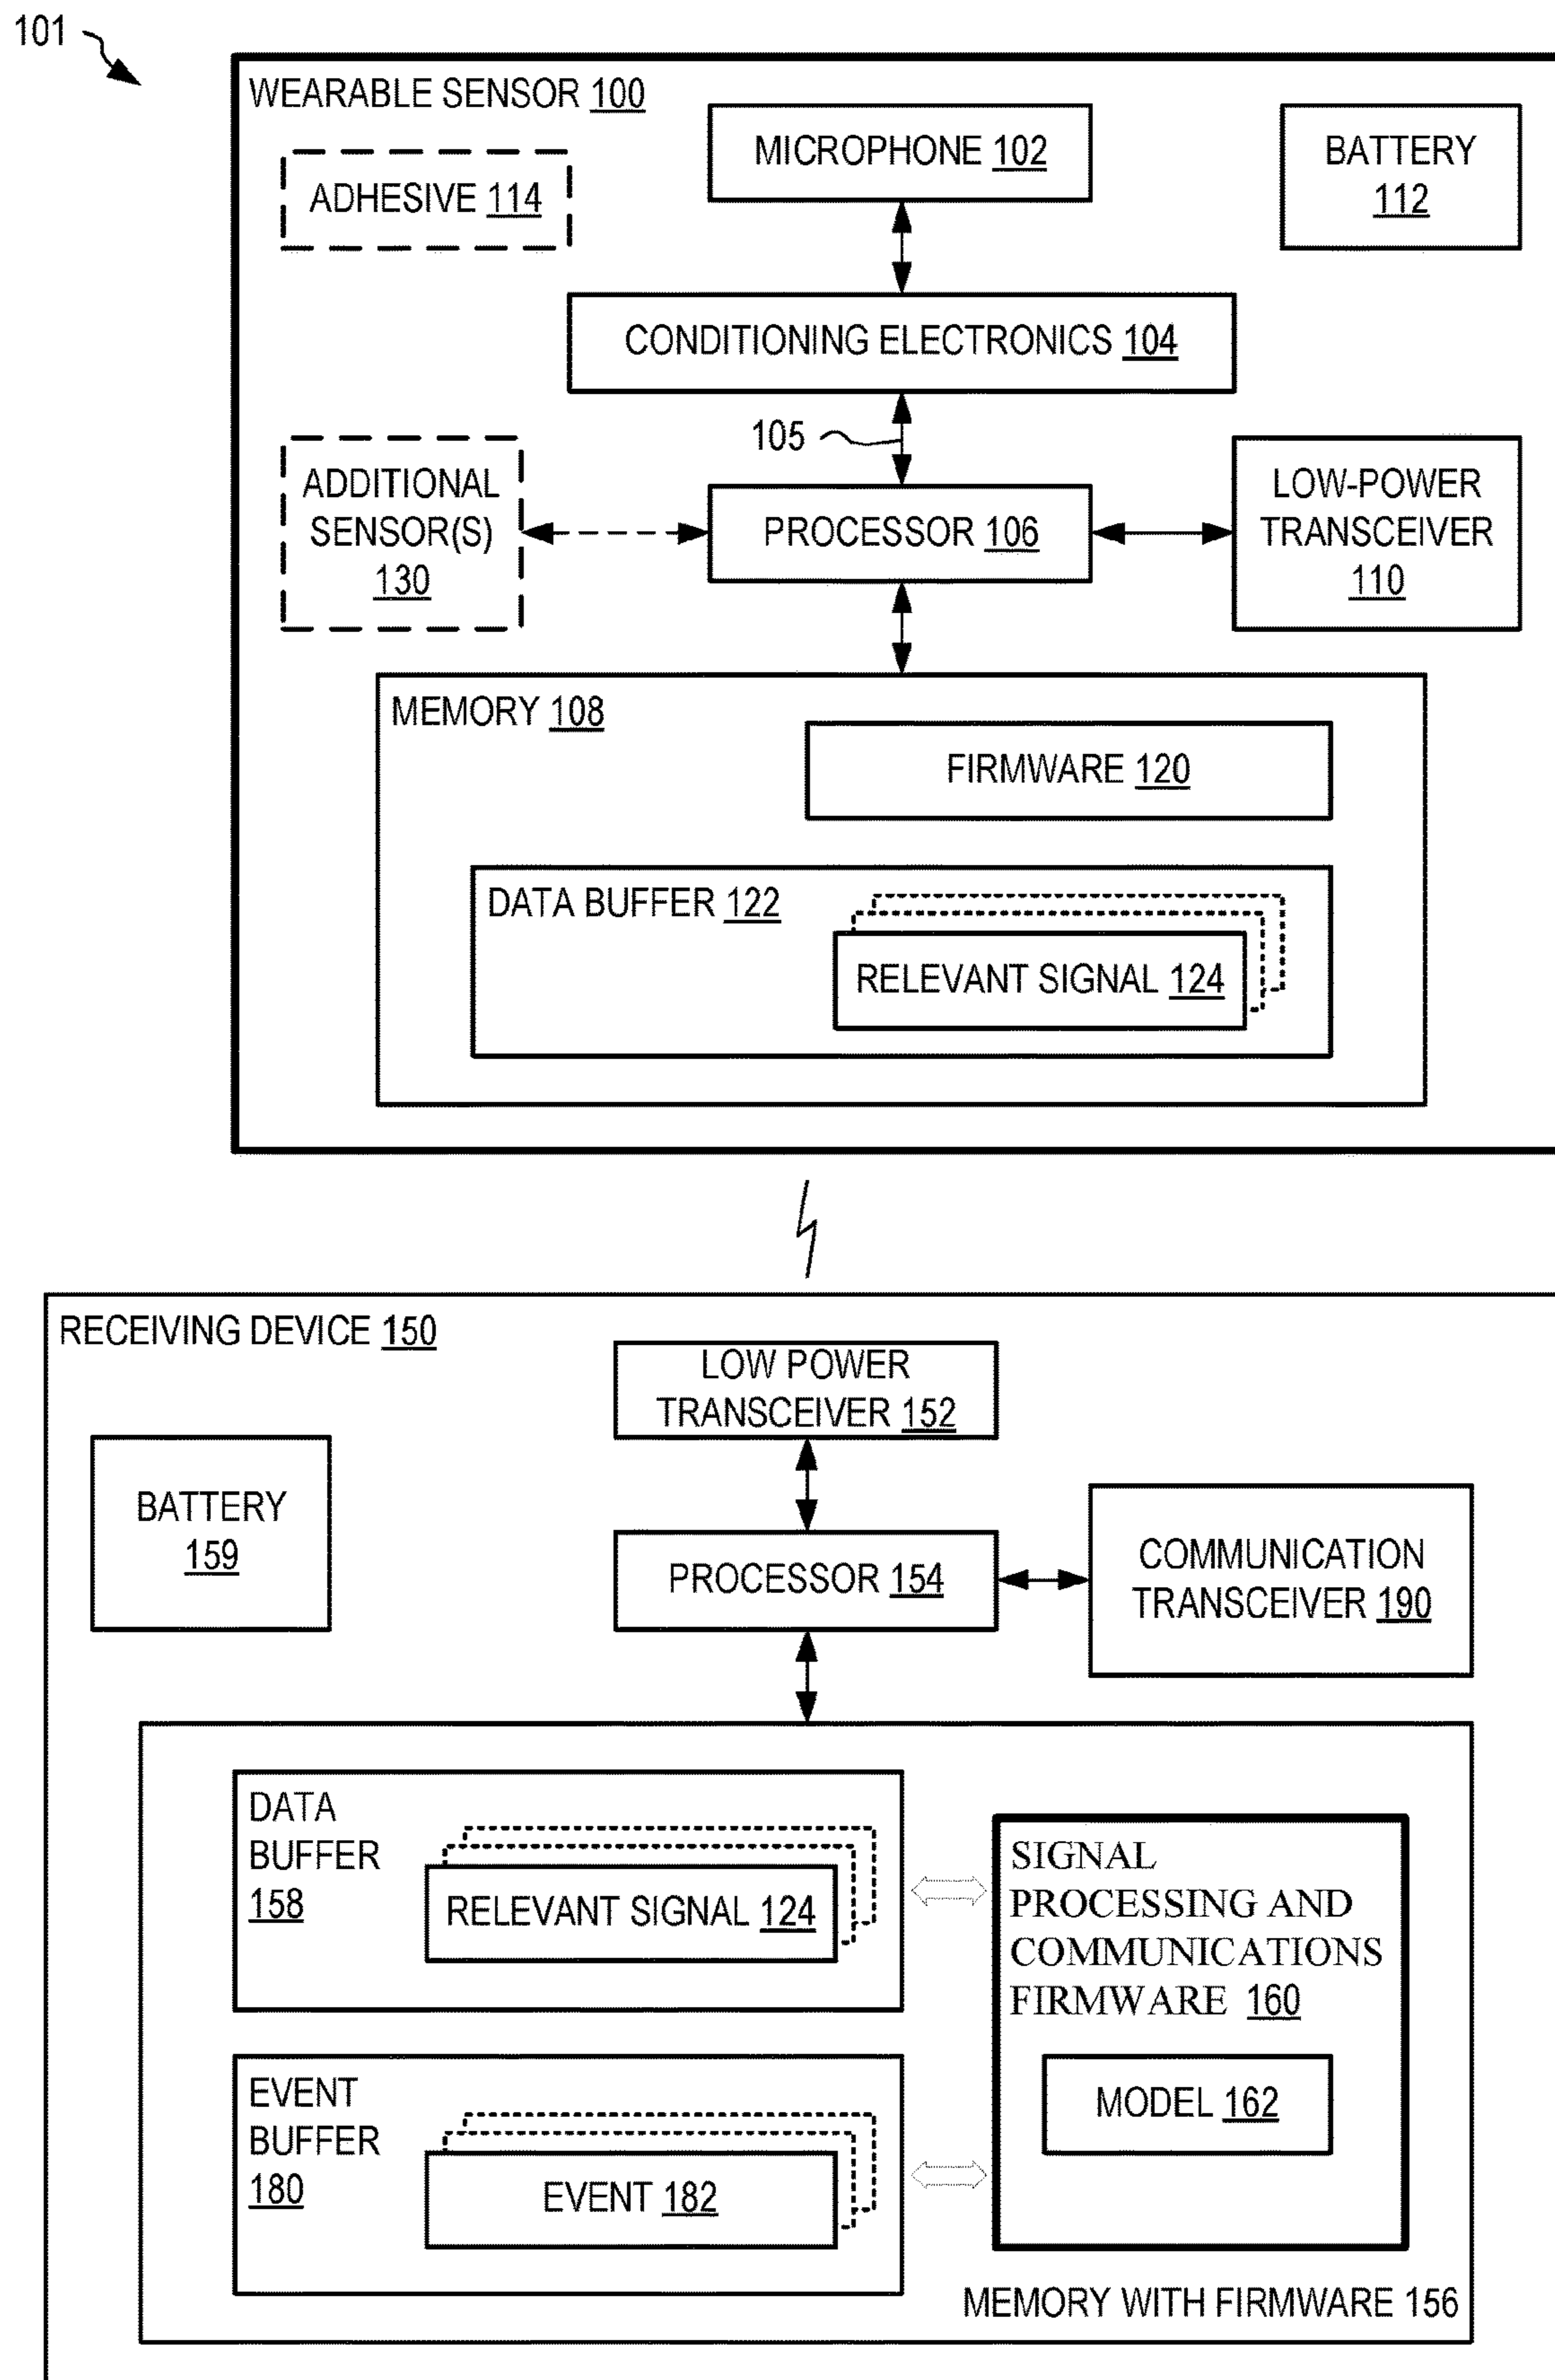 101
WEARABLE SENSOR 100
MICROPHONE 102
BATTERY
112
ADHESIVE 114
CONDITIONING ELECTRONICS 104
105
ADDITIONAL
SENSOR(S)
130
PROCESSOR 106
LOW-POWER
TRANSCEIVER
110
MEMORY 108
FIRMWARE 120
DATA BUFFER 122
RELEVANT SIGNAL 124
RECEIVING DEVICE 150
LOW POWER
TRANSCEIVER 152
BATTERY
159
PROCESSOR 154
COMMUNICATION
TRANSCEIVER 190
DATA
BUFFER
158
RELEVANT SIGNAL 124
SIGNAL
PROCESSING AND
COMMUNICATIONS
FIRMWARE 160
MODEL 162
EVENT
BUFFER
180
EVENT 182
MEMORY WITH FIRMWARE 156